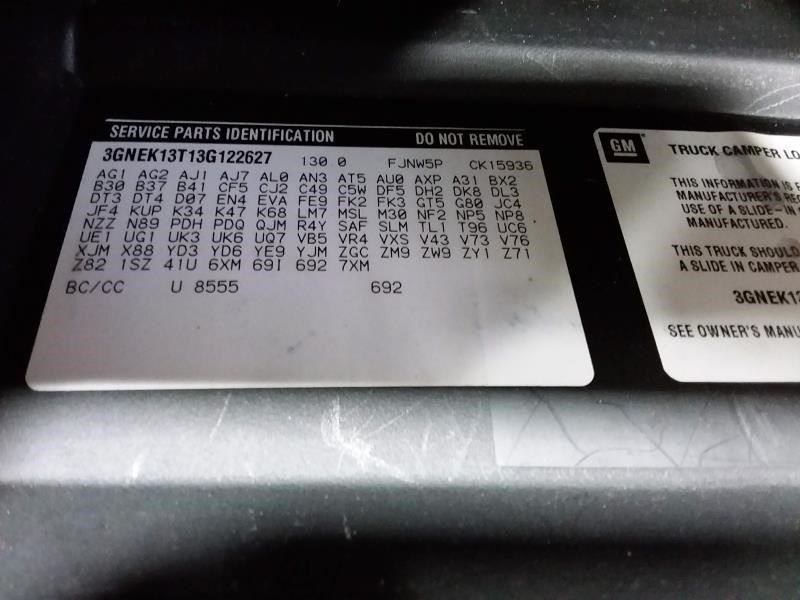 SERVICE PARTS IDENTIFICATION DO NOT REMOVE
3GNEK13T13G122627 130.0 FJNW5P CK15936
AG1 AG2 AJ1 AJ7 AL0 AN3 AT5 AU0 AXP A31 BX2
B30 B37 B41 CF5 CJ2 C49 C5W DF5 DH2 DK8 DL3
DT3 DT4 D07 EN4 EVA FE9 FK2 FK3 GT5 G80 JC4
JF4 KUP K34 K47 K68 LM7 MSL M30 NF2 NP5 NP8
NZZ N89 PDH PDQ QJM R4Y SAF SLM TL1 T96 UC6
UE1 UG1 UK3 UK6 UQ7 VB5 VR4 VXS V43 V73 V76
XJM X88 YD3 YD6 YE9 YJM ZGC ZM9 ZW9 ZY1 Z71
Z82 1SZ 41U 6XM 69I 692 7XM
BC/CC U 8555 692
GM
TRUCK CAMPER LO
THIS INFORMATION IS
MANUFACTURER'S RE
USE OF A SLIDE-IN
MANUFACTURED.
THIS TRUCK SHOULD
A SLIDE IN CAMPER
3GNEK13
SEE OWNER'S MANU